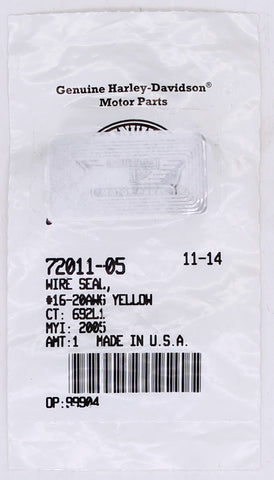 Genuine Harley-Davidson®
Motor Parts
72011-05 11-14
WIRE SEAL,
#16-20AWG YELLOW
CT: 692L1
MYI: 2005
AMT:1 MADE IN U.S.A.
OP:99904